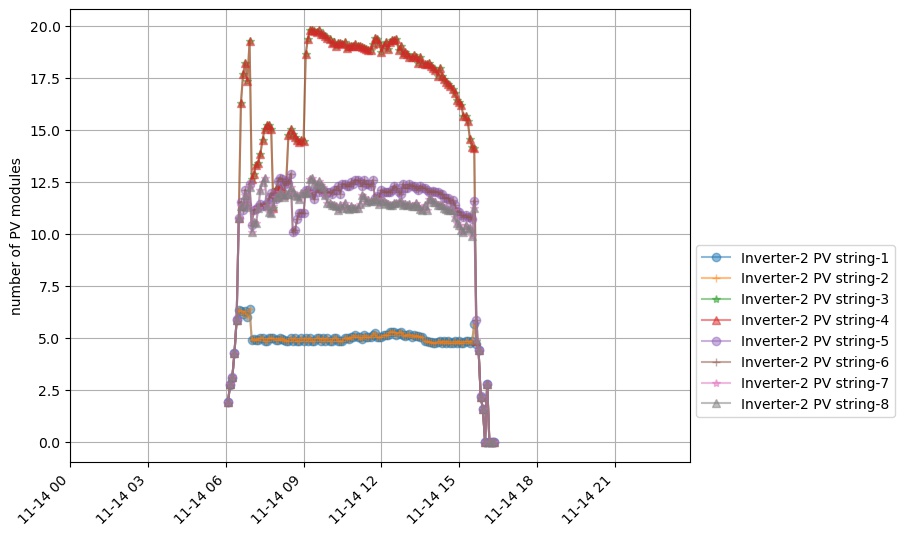 20.0
17.5
15.0
12.5
10.0
7.5
5.0
2.5
0.0
number of PV modules
11-14 00
11-14 03
11-14 06
11-14 09
11-14 12
11-14 15
11-14 18
11-14 21
Inverter-2 PV string-1
Inverter-2 PV string-2
Inverter-2 PV string-3
Inverter-2 PV string-4
Inverter-2 PV string-5
Inverter-2 PV string-6
Inverter-2 PV string-7
Inverter-2 PV string-8